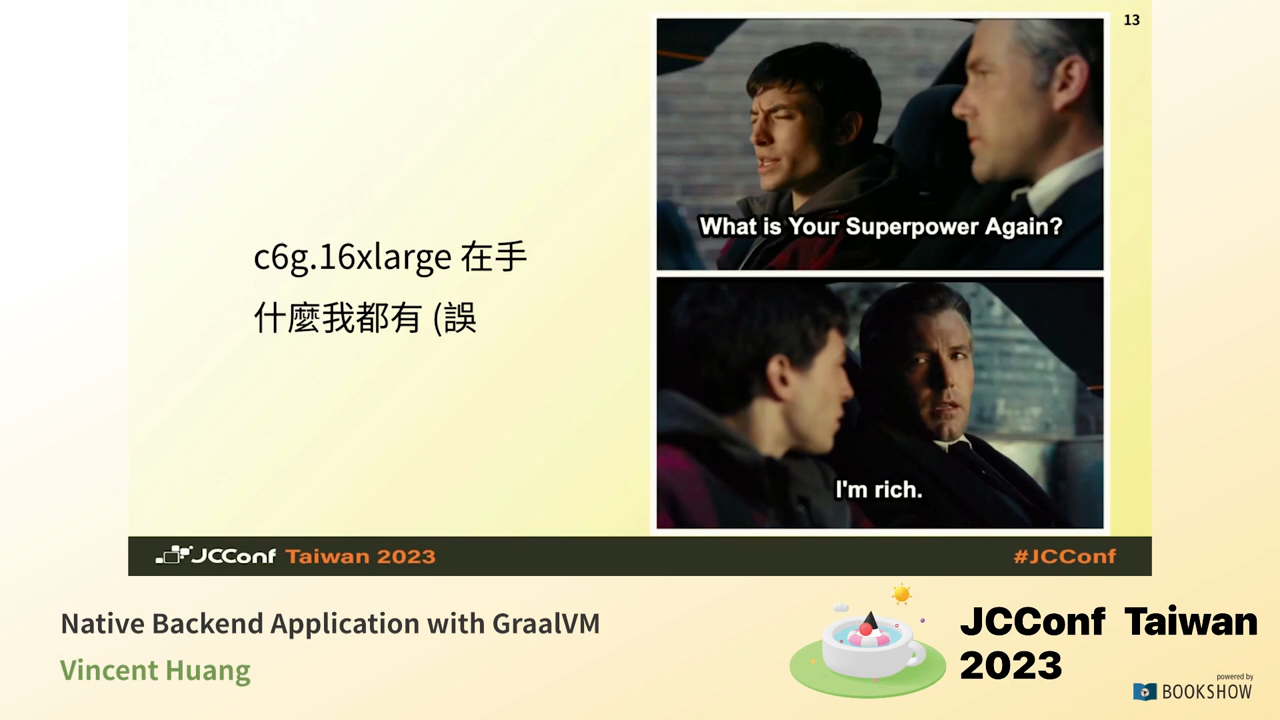 13
c6g.16xlarge 在手
什麼我都有 (誤
What is Your Superpower Again?
I'm rich.
JCConf Taiwan 2023
#JCConf
Native Backend Application with GraalVM
Vincent Huang
JCConf Taiwan
2023
powered by
BOOKSHOW